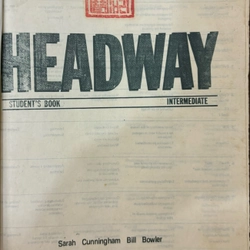 HEADWAY
STUDENT'S BOOK INTERMEDIATE
Sarah Cunningham Bill Bowler